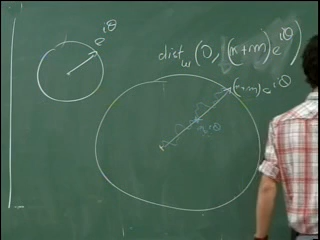 e^{iθ}
dist_ω (0, (n+m) e^{iθ})
(n+m) e^{iθ}